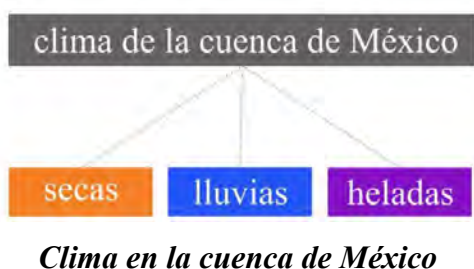 clima de la cuenca de México
secas
lluvias
heladas
Clima en la cuenca de México